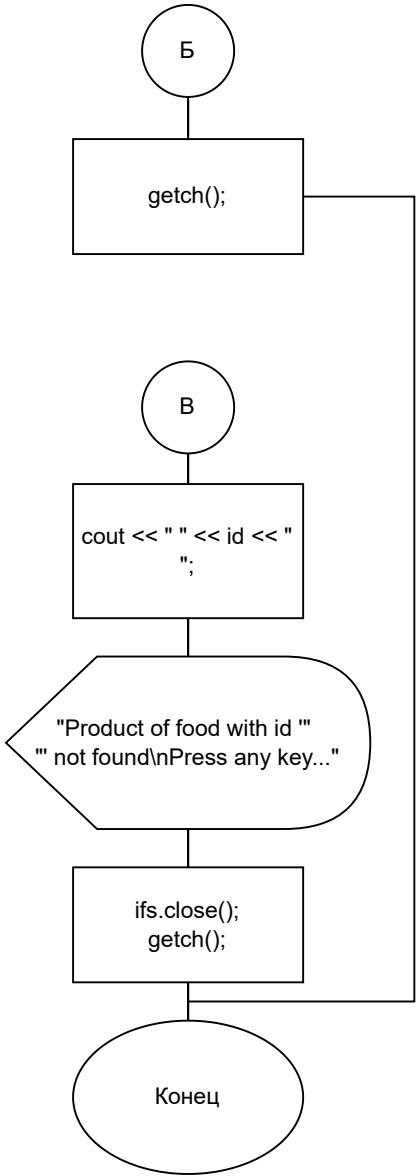 Б
getch();
В
cout << " " << id << "
";
"Product of food with id '"
"' not found\nPress any key..."
ifs.close();
getch();
Конец